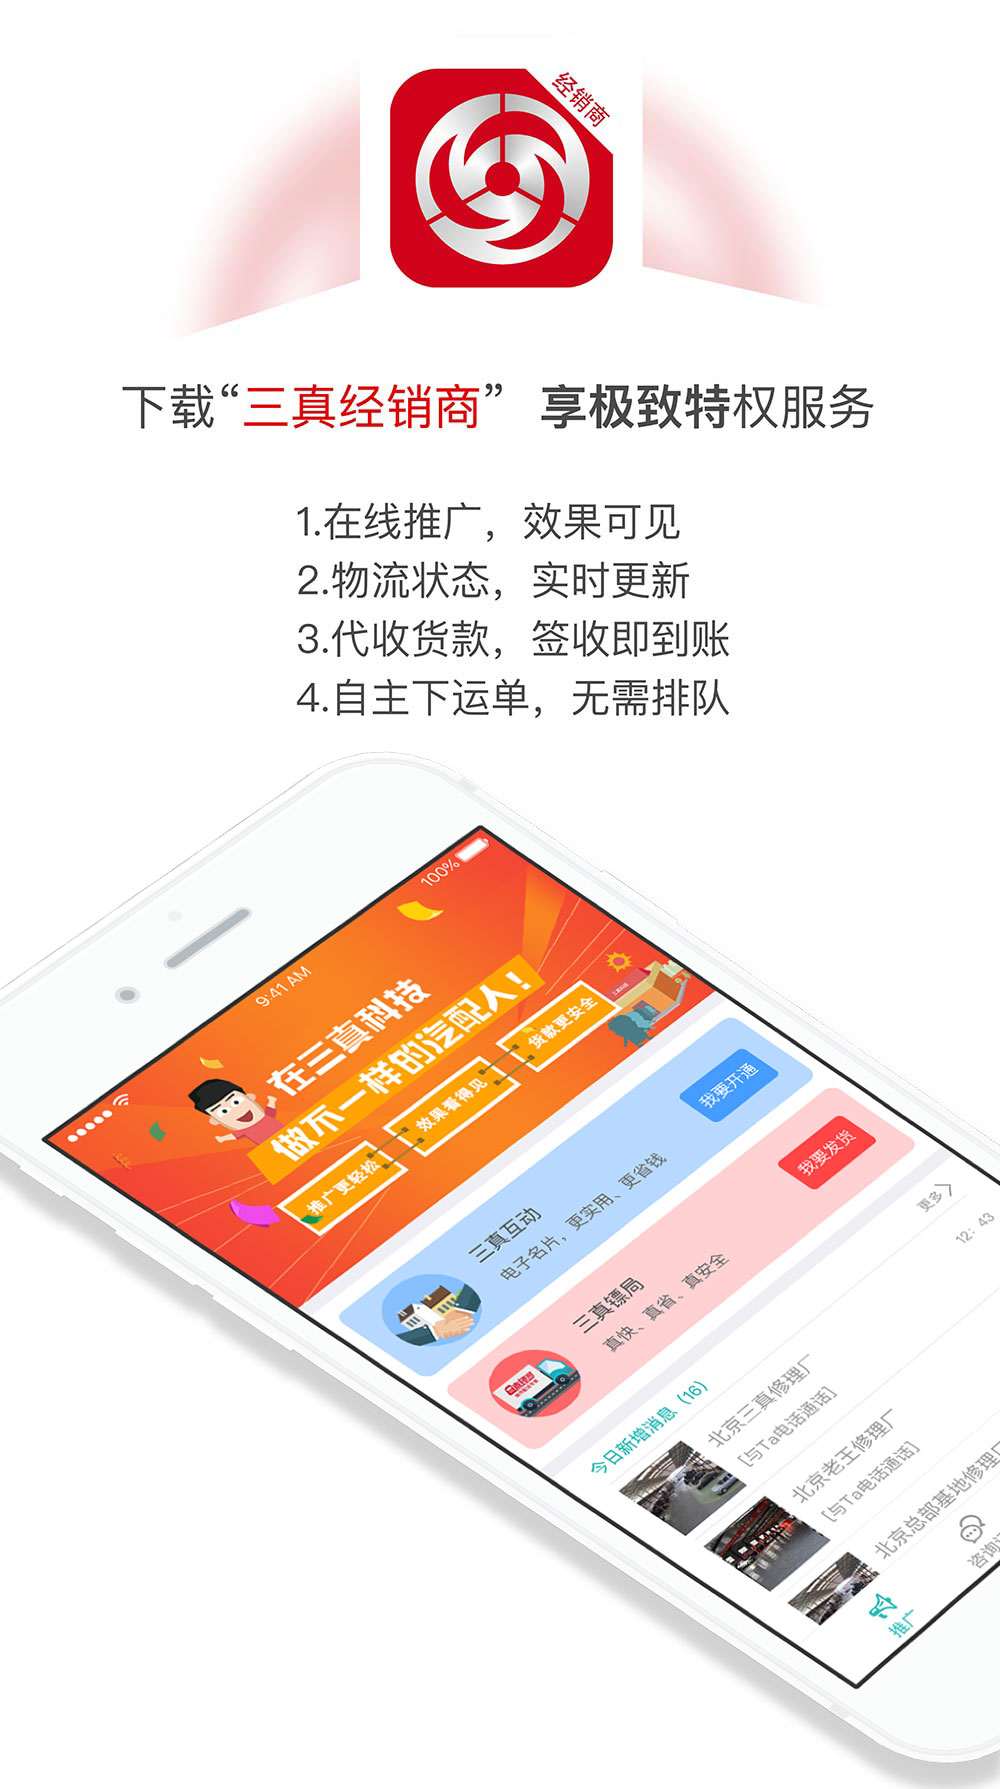 经销商
下载“三真经销商” 享极致特权服务
1.在线推广，效果可见
2.物流状态，实时更新
3.代收货款，签收即到账
4.自主下运单，无需排队
9:41 AM
100%
在三真科技
做不一样的汽配人！
推广更轻松
效果看得见
货款更安全
三真互动
电子名片，更实用、更省钱
我要开通
三真镖局
真快、真省、真安全
我要发货
今日新增消息（16）
更多
北京三真修理厂
12：43
[与Ta电话通话]
北京老王修理厂
[与Ta电话通话]
北京总部基地修理厂
推广
咨询